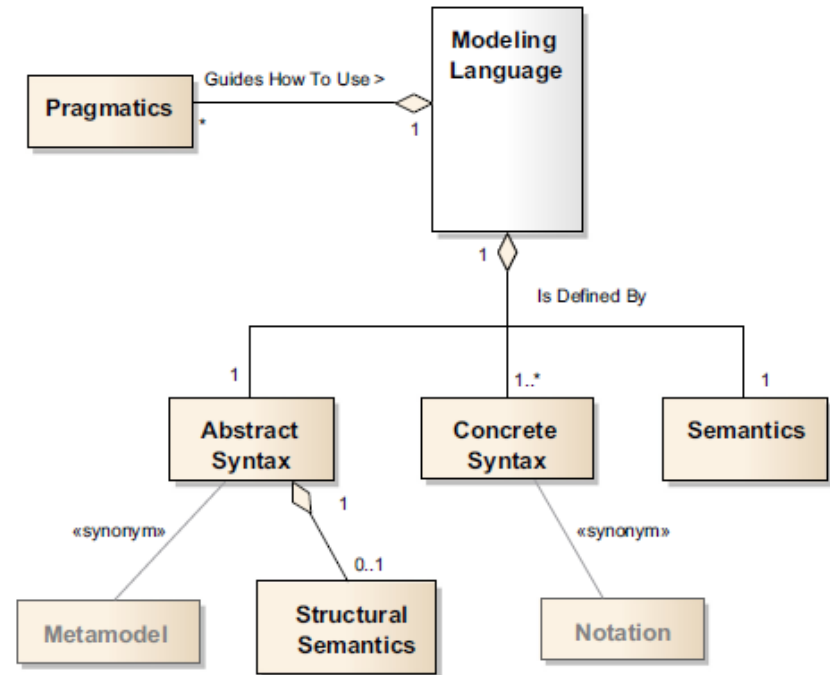 Modeling
Language
Guides How To Use >
Pragmatics
*
1
1
Is Defined By
1
1..*
1
Abstract
Syntax
Concrete
Syntax
Semantics
1
«synonym»
«synonym»
0..1
Metamodel
Structural
Semantics
Notation